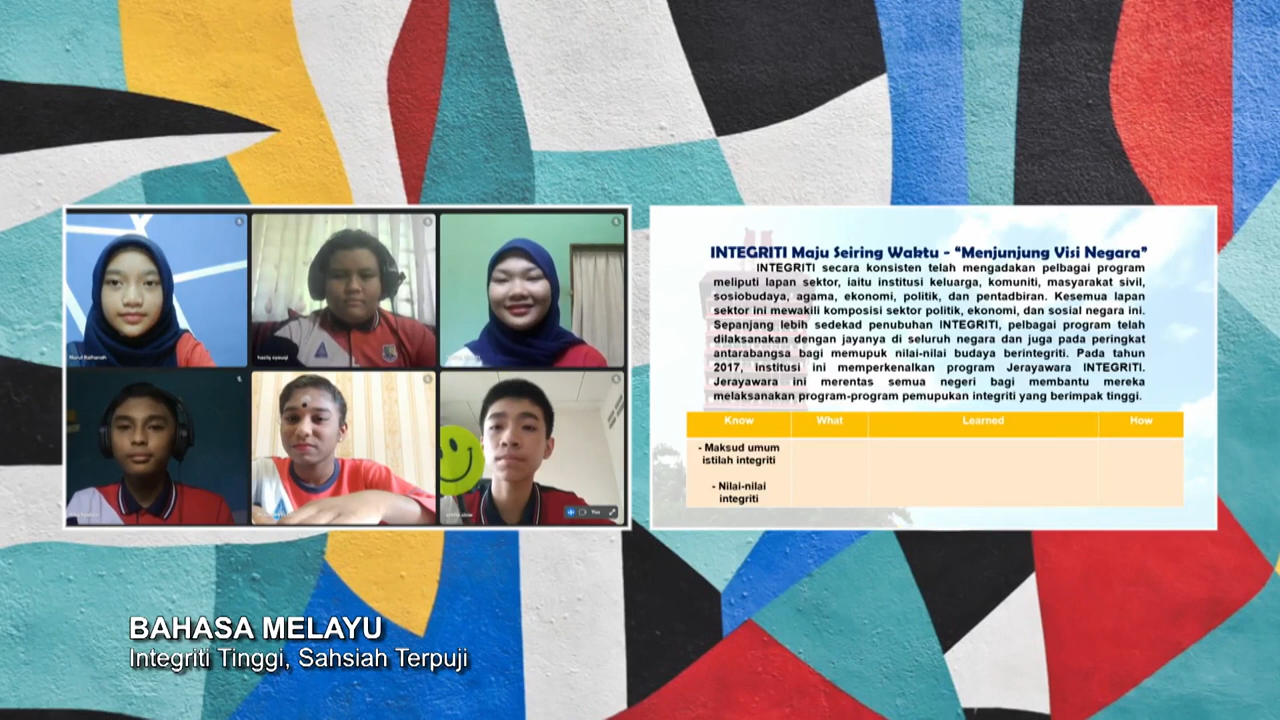 Nurul Raihanah
haziq syauqi
INTEGRITI Maju Seiring Waktu - “Menjunjung Visi Negara”
INTEGRITI secara konsisten telah mengadakan pelbagai program
meliputi lapan sektor, iaitu institusi keluarga, komuniti, masyarakat sivil,
sosiobudaya, agama, ekonomi, politik, dan pentadbiran. Kesemua lapan
sektor ini mewakili komposisi sektor politik, ekonomi, dan sosial negara ini.
Sepanjang lebih sedekad penubuhan INTEGRITI, pelbagai program telah
dilaksanakan dengan jayanya di seluruh negara dan juga pada peringkat
antarabangsa bagi memupuk nilai-nilai budaya berintegriti. Pada tahun
2017, institusi ini memperkenalkan program Jerayawara INTEGRITI.
Jerayawara ini merentas semua negeri bagi membantu mereka
melaksanakan program-program pemupukan integriti yang berimpak tinggi.
Know What Learned How
- Maksud umum
istilah integriti
- Nilai-nilai
integriti
You
BAHASA MELAYU
Integriti Tinggi, Sahsiah Terpuji